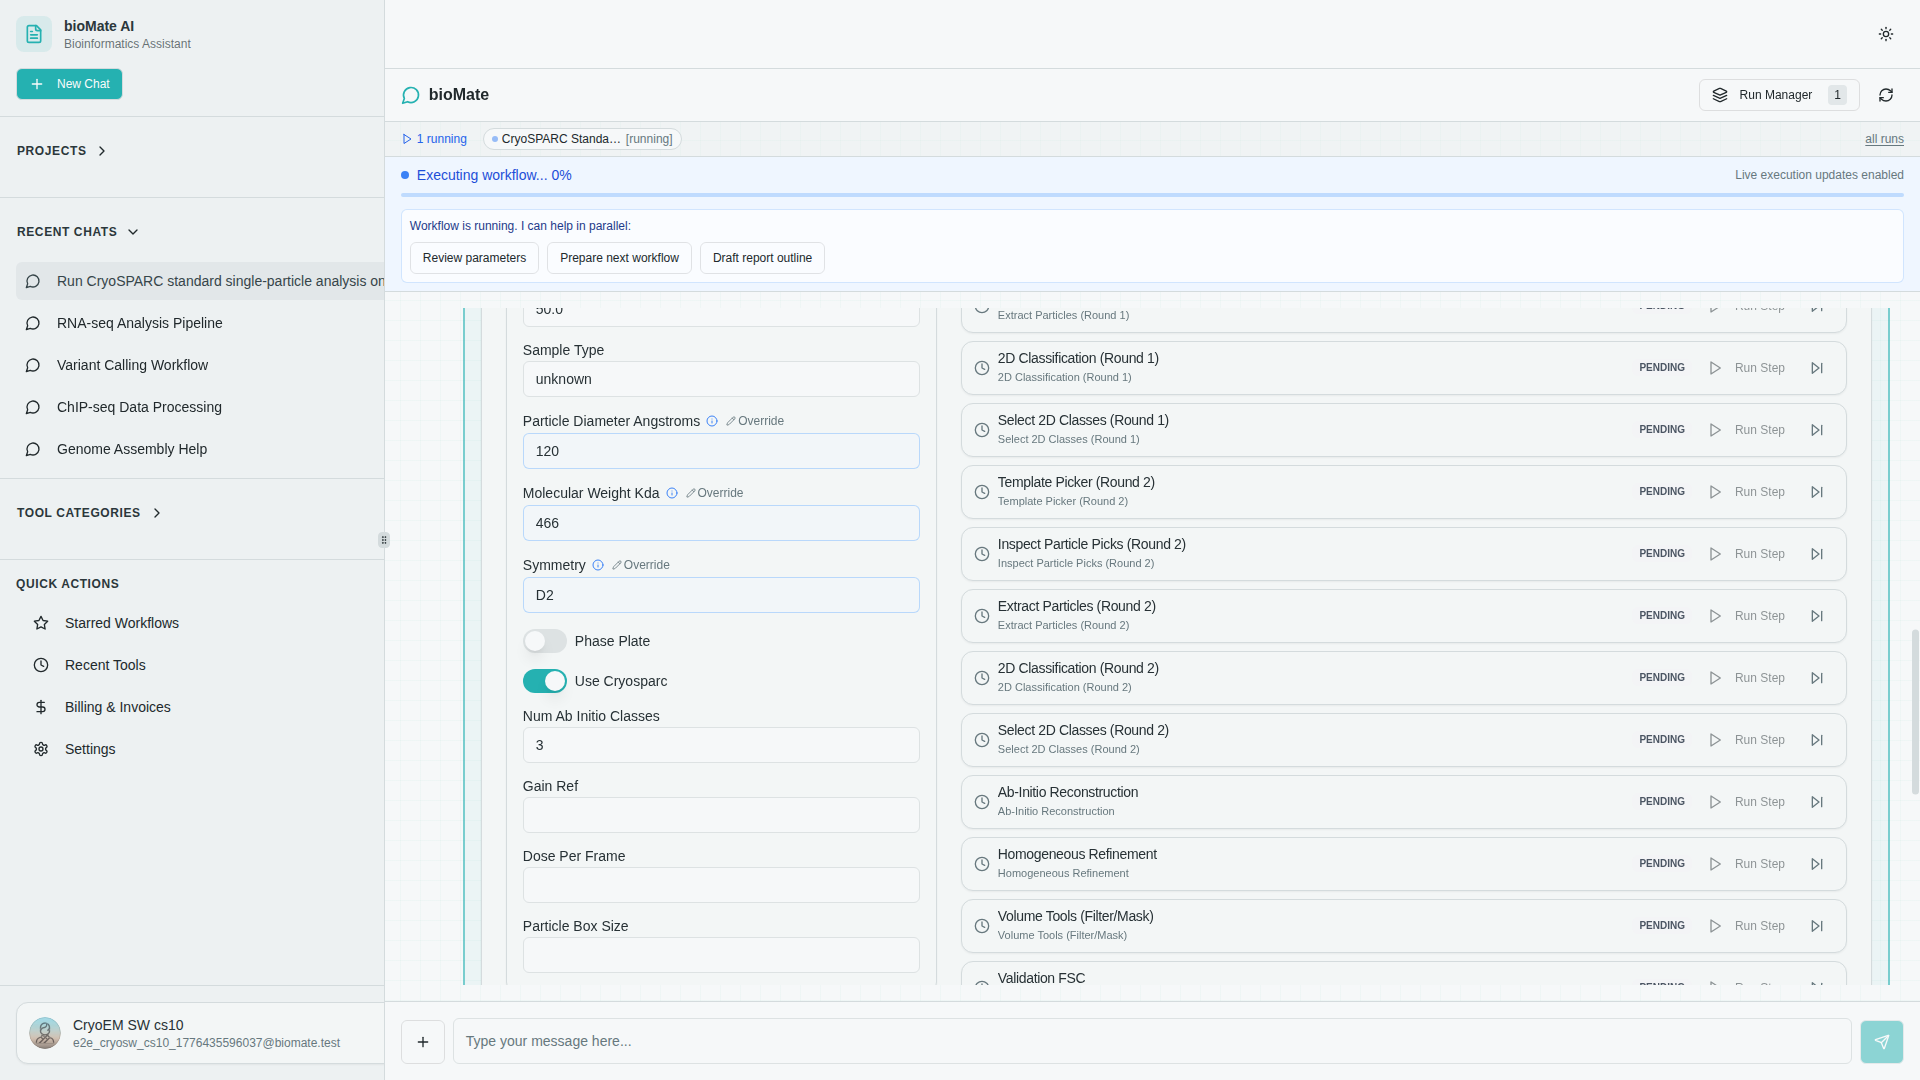 bioMate AI
Bioinformatics Assistant
New Chat
PROJECTS
RECENT CHATS
Run CryoSPARC standard single-particle analysis on
RNA-seq Analysis Pipeline
Variant Calling Workflow
ChIP-seq Data Processing
Genome Assembly Help
TOOL CATEGORIES
QUICK ACTIONS
Starred Workflows
Recent Tools
Billing & Invoices
Settings
CryoEM SW cs10
e2e_cryosw_cs10_1776435596037@biomate.test
bioMate
Run Manager 1
1 running
CryoSPARC Standa… [running]
all runs
Executing workflow... 0%
Live execution updates enabled
Workflow is running. I can help in parallel:
Review parameters
Prepare next workflow
Draft report outline
50.0
Sample Type
unknown
Particle Diameter Angstroms Override
120
Molecular Weight Kda Override
466
Symmetry Override
D2
Phase Plate
Use Cryosparc
Num Ab Initio Classes
3
Gain Ref
Dose Per Frame
Particle Box Size
Extract Particles (Round 1)
PENDING Run Step
2D Classification (Round 1)
2D Classification (Round 1)
PENDING Run Step
Select 2D Classes (Round 1)
Select 2D Classes (Round 1)
PENDING Run Step
Template Picker (Round 2)
Template Picker (Round 2)
PENDING Run Step
Inspect Particle Picks (Round 2)
Inspect Particle Picks (Round 2)
PENDING Run Step
Extract Particles (Round 2)
Extract Particles (Round 2)
PENDING Run Step
2D Classification (Round 2)
2D Classification (Round 2)
PENDING Run Step
Select 2D Classes (Round 2)
Select 2D Classes (Round 2)
PENDING Run Step
Ab-Initio Reconstruction
Ab-Initio Reconstruction
PENDING Run Step
Homogeneous Refinement
Homogeneous Refinement
PENDING Run Step
Volume Tools (Filter/Mask)
Volume Tools (Filter/Mask)
PENDING Run Step
Validation FSC
PENDING Run Step
Type your message here...